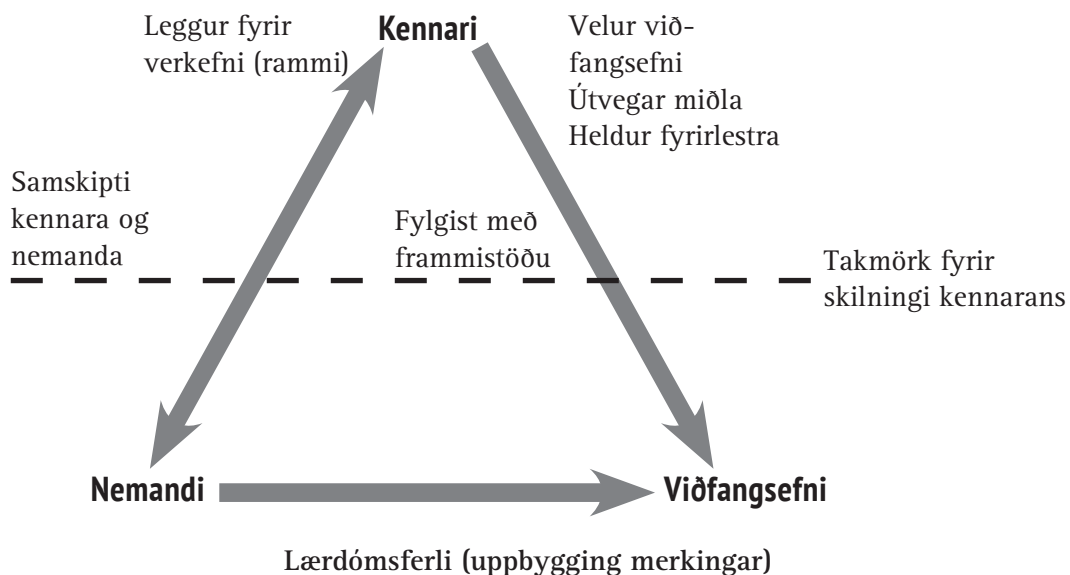 Leggur fyrir
verkefni (rammi)
Kennari
Velur við-
fangsefni
Útvegar miðla
Heldur fyrirlestra
Samskipti
kennara og
nemanda
Fylgist með
frammistöðu
Takmörk fyrir
skilningi kennarans
Nemandi
Viðfangsefni
Lærdómsferli (uppbygging merkingar)